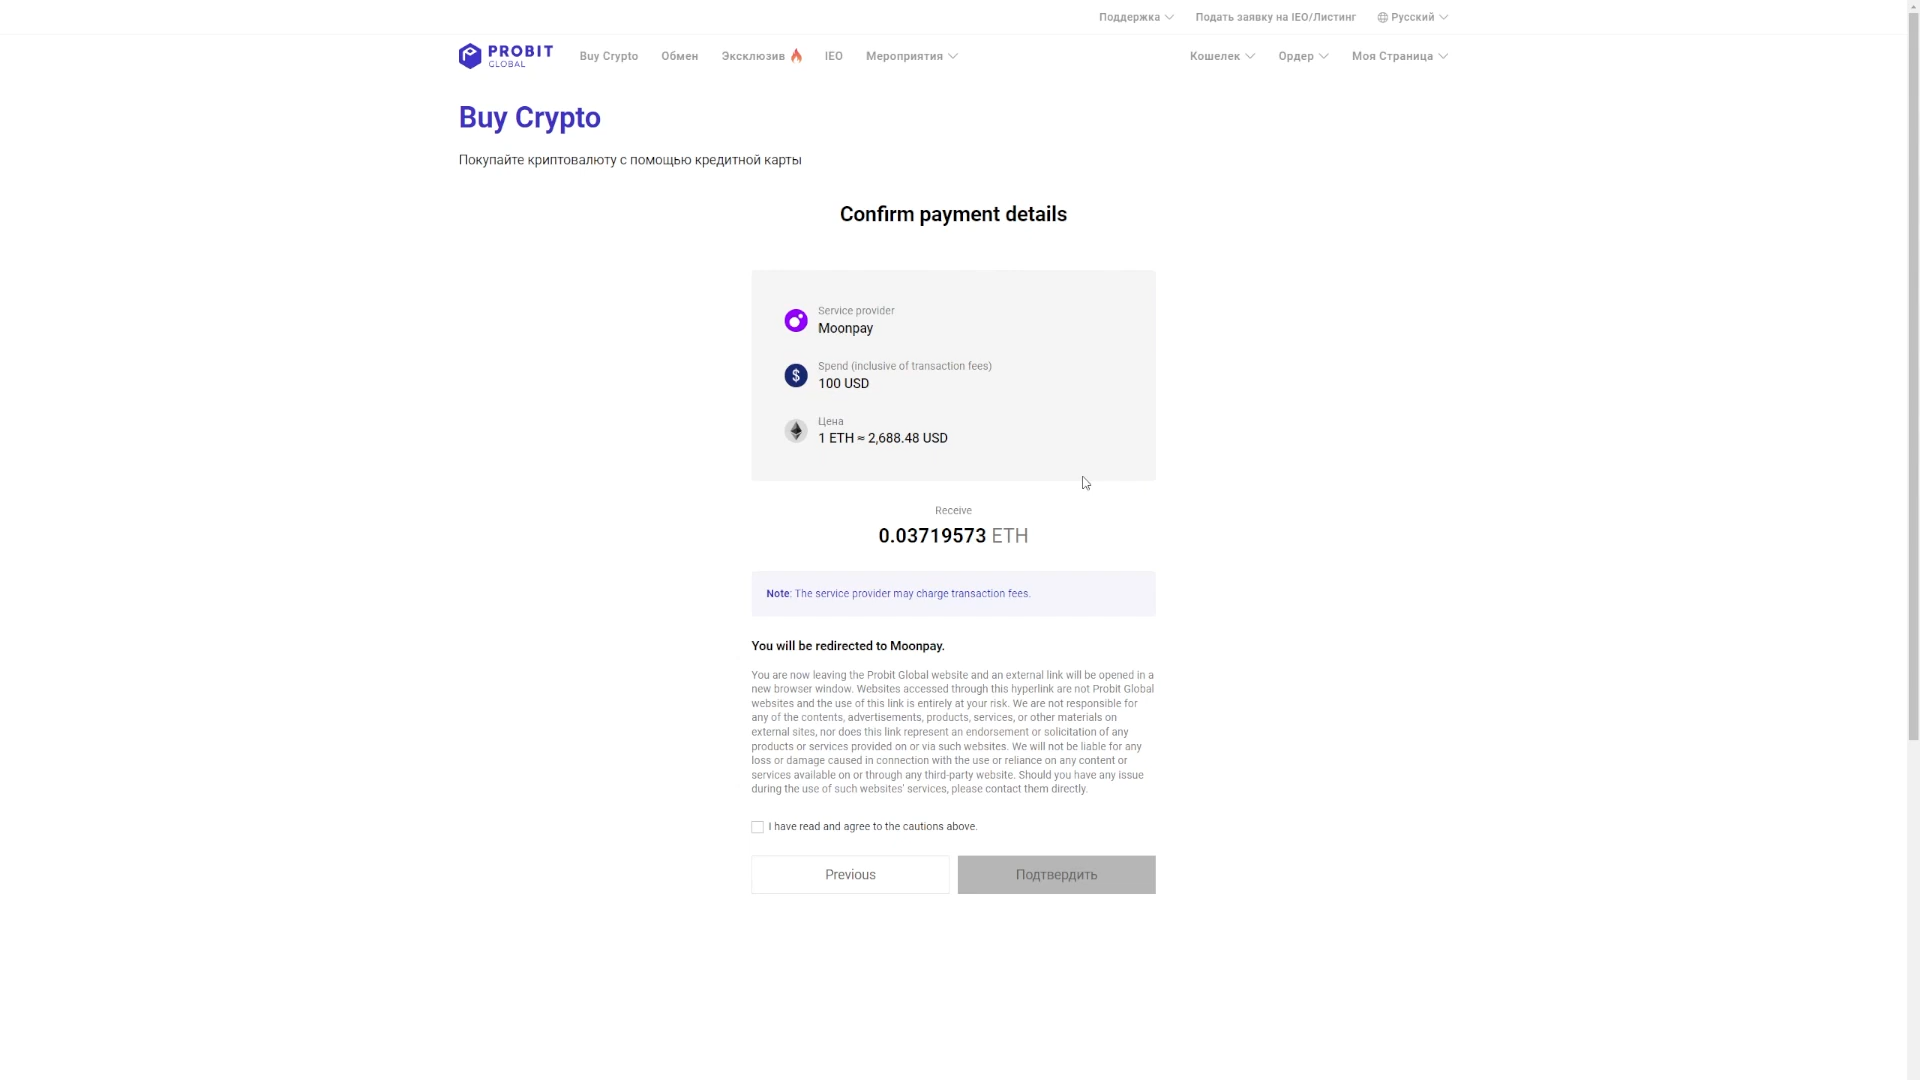 Поддержка
Подать заявку на IEO/Листинг
Русский
PROBIT
GLOBAL
Buy Crypto
Обмен
Эксклюзив
IEO
Мероприятия
Кошелек
Ордер
Моя Страница
Buy Crypto
Покупайте криптовалюту с помощью кредитной карты
Confirm payment details
Service provider
Moonpay
Spend (inclusive of transaction fees)
$
100 USD
Цена
1 ETH ≈ 2,688.48 USD
Receive
0.03719573 ETH
Note: The service provider may charge transaction fees.
You will be redirected to Moonpay.
You are now leaving the Probit Global website and an external link will be opened in a
new browser window. Websites accessed through this hyperlink are not Probit Global
websites and the use of this link is entirely at your risk. We are not responsible for
any of the contents, advertisements, products, services, or other materials on
external sites, nor does this link represent an endorsement or solicitation of any
products or services provided on or via such websites. We will not be liable for any
loss or damage caused in connection with the use or reliance on any content or
services available on or through any third-party website. Should you have any issue
during the use of such websites' services, please contact them directly.
I have read and agree to the cautions above.
Previous
Подтвердить